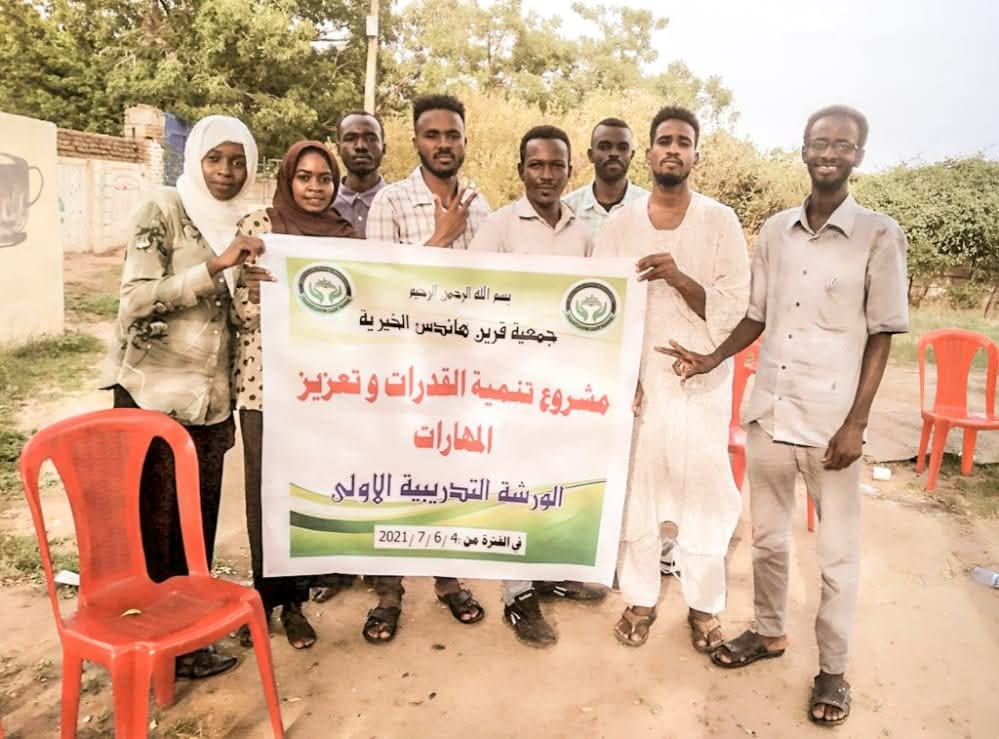 بسم الله الرحمن الرحيم
جمعية قرين هاندس الخيرية
مشروع تنمية القدرات و تعزيز
المهارات
الورشة التدريبية الاولى
في الفترة من :4 / 6 / 7 / 2021